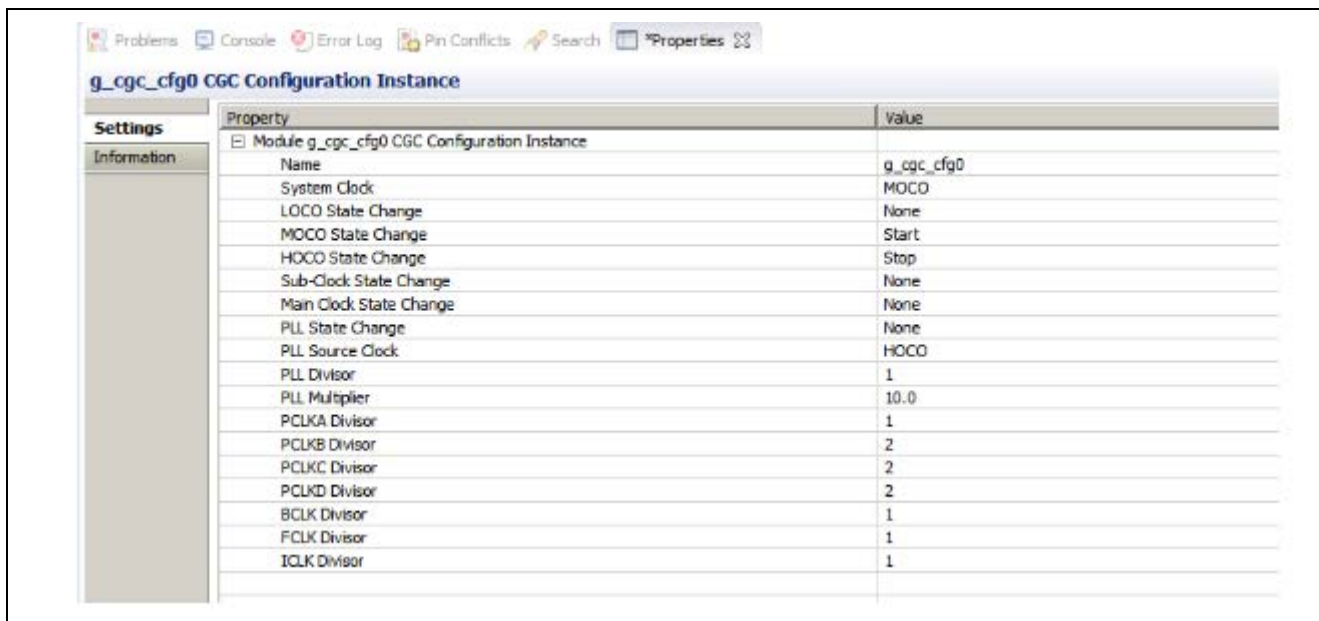 Problems Console Error Log Pin Conflicts Search *Properties
g_cgc_cfg0 CGC Configuration Instance
Settings
Information
Property Value
Module g_cgc_cfg0 CGC Configuration Instance
Name g_cgc_cfg0
System Clock MOCO
LOCO State Change None
MOCO State Change Start
HOCO State Change Stop
Sub-Clock State Change None
Main Clock State Change None
PLL State Change None
PLL Source Clock HOCO
PLL Divisor 1
PLL Multiplier 10.0
PCLKA Divisor 1
PCLKB Divisor 2
PCLKC Divisor 2
PCLKD Divisor 2
BCLK Divisor 1
FCLK Divisor 1
ICLK Divisor 1